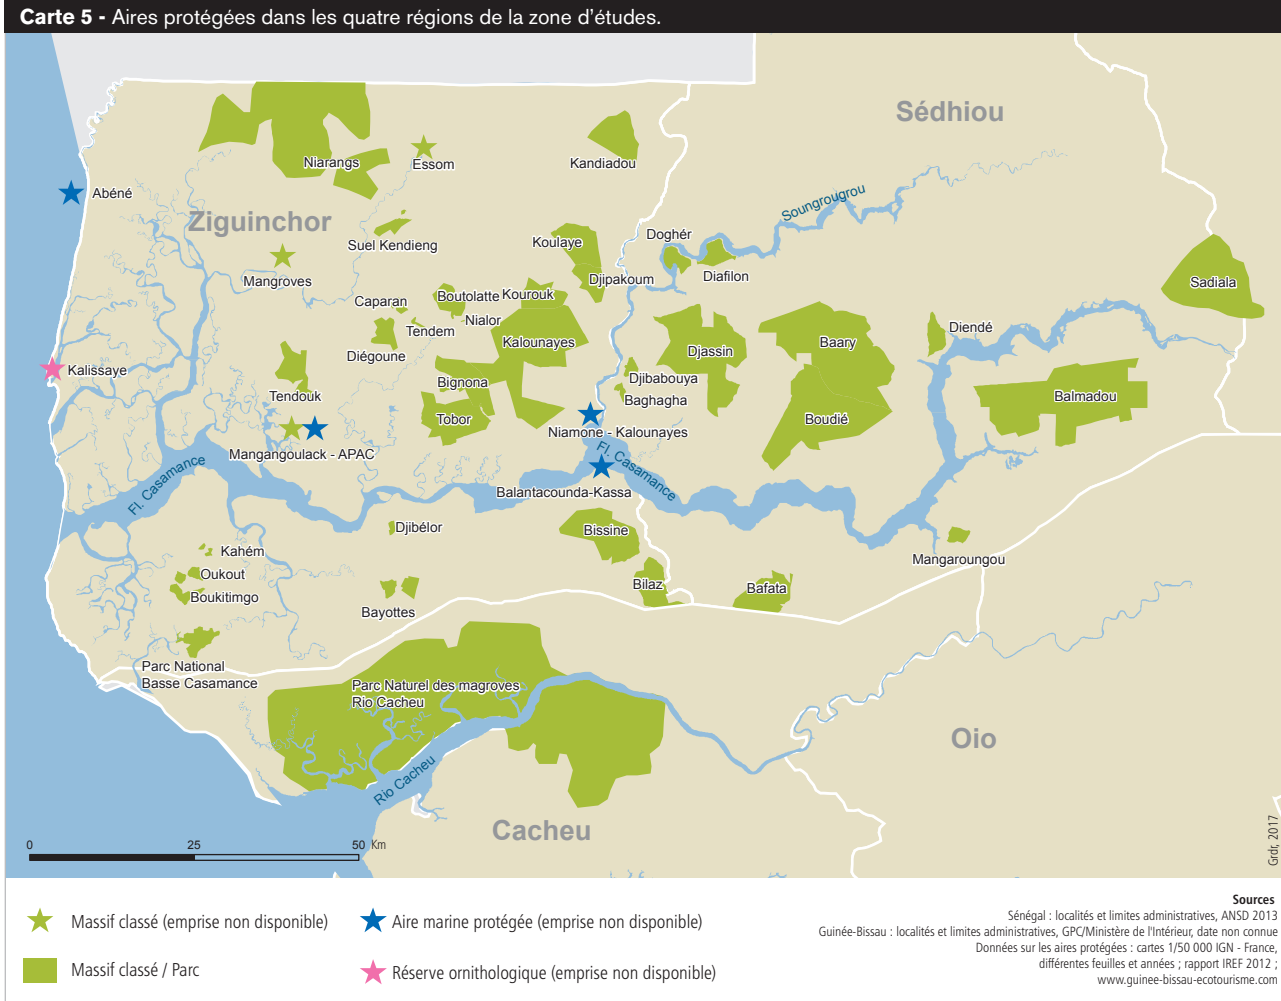 Carte 5 - Aires protégées dans les quatre régions de la zone d'études.
Sédhiou
Niarangs
Essom
Kandiadou
Abéné
Soungrougrou
Ziguinchor
Suel Kendieng
Koulaye
Doghér
Mangroves
Djipakoum
Diafilon
Sadiala
Caparan
Boutolatte
Kourouk
Nialor
Tendem
Diendé
Diégoune
Kalounayes
Djassin
Baary
Kalissaye
Bignona
Djibabouya
Tendouk
Baghagha
Balmadou
Tobor
Boudié
Niamone - Kalounayes
Mangangoulack - APAC
Fl. Casamance
Fl. Casamance
Balantacounda-Kassa
Djibélor
Bissine
Kahém
Mangaroungou
Oukout
Bilaz
Bafata
Boukitimgo
Bayottes
Parc National
Basse Casamance
Parc Naturel des magroves
Rio Cacheu
Oio
Rio Cacheu
Cacheu
0 25 50 Km
Grdr, 2017
Massif classé (emprise non disponible)
Aire marine protégée (emprise non disponible)
Massif classé / Parc
Réserve ornithologique (emprise non disponible)
Sources
Sénégal : localités et limites administratives, ANSD 2013
Guinée-Bissau : localités et limites administratives, GPC/Ministère de l'Intérieur, date non connue
Données sur les aires protégées : cartes 1/50 000 IGN - France,
différentes feuilles et années ; rapport IREF 2012 ;
www.guinee-bissau-ecotourisme.com